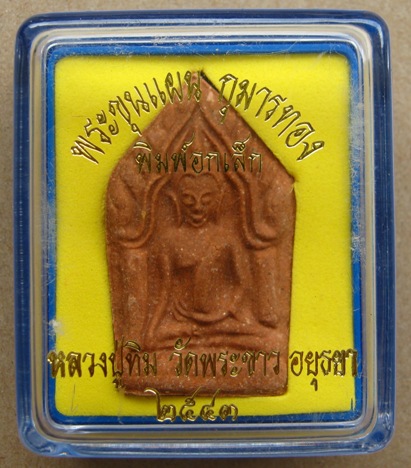 พระขุนแผน กุมารทอง
พิมพ์อกเล็ก
หลวงปู่ทิม วัดพระขาว อยุธยา
๒๕๔๓